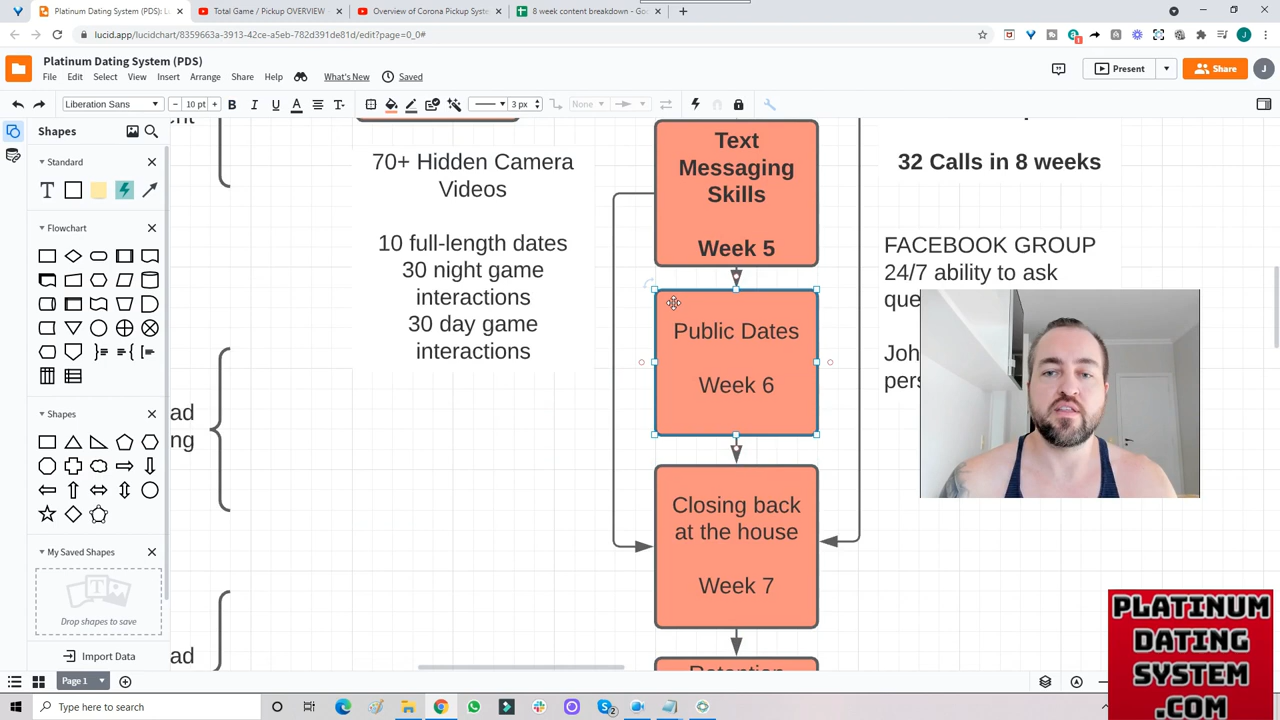 Platinum Dating System (PDS): L
Total Game / Pickup OVERVIEW -
Overview of Corona Pickup Syst
8 week content breakdown - Go
lucid.app/lucidchart/8359663a-3913-42ce-a5eb-782d391de81d/edit?page=0_0#
Platinum Dating System (PDS)
File Edit Select View Insert Arrange Share Help What's New Saved
Present
Share
J
Liberation Sans
10 pt
B I U A T
3 px
None
Shapes
Standard
T
Flowchart
Shapes
My Saved Shapes
Drop shapes to save
Import Data
ad
ng
ad
70+ Hidden Camera
Videos
10 full-length dates
30 night game
interactions
30 day game
interactions
Text
Messaging
Skills
Week 5
Public Dates
Week 6
Closing back
at the house
Week 7
Retention
32 Calls in 8 weeks
FACEBOOK GROUP
24/7 ability to ask
que
Joh
pers
PLATINUM
DATING
SYSTEM
.COM
Page 1
Type here to search